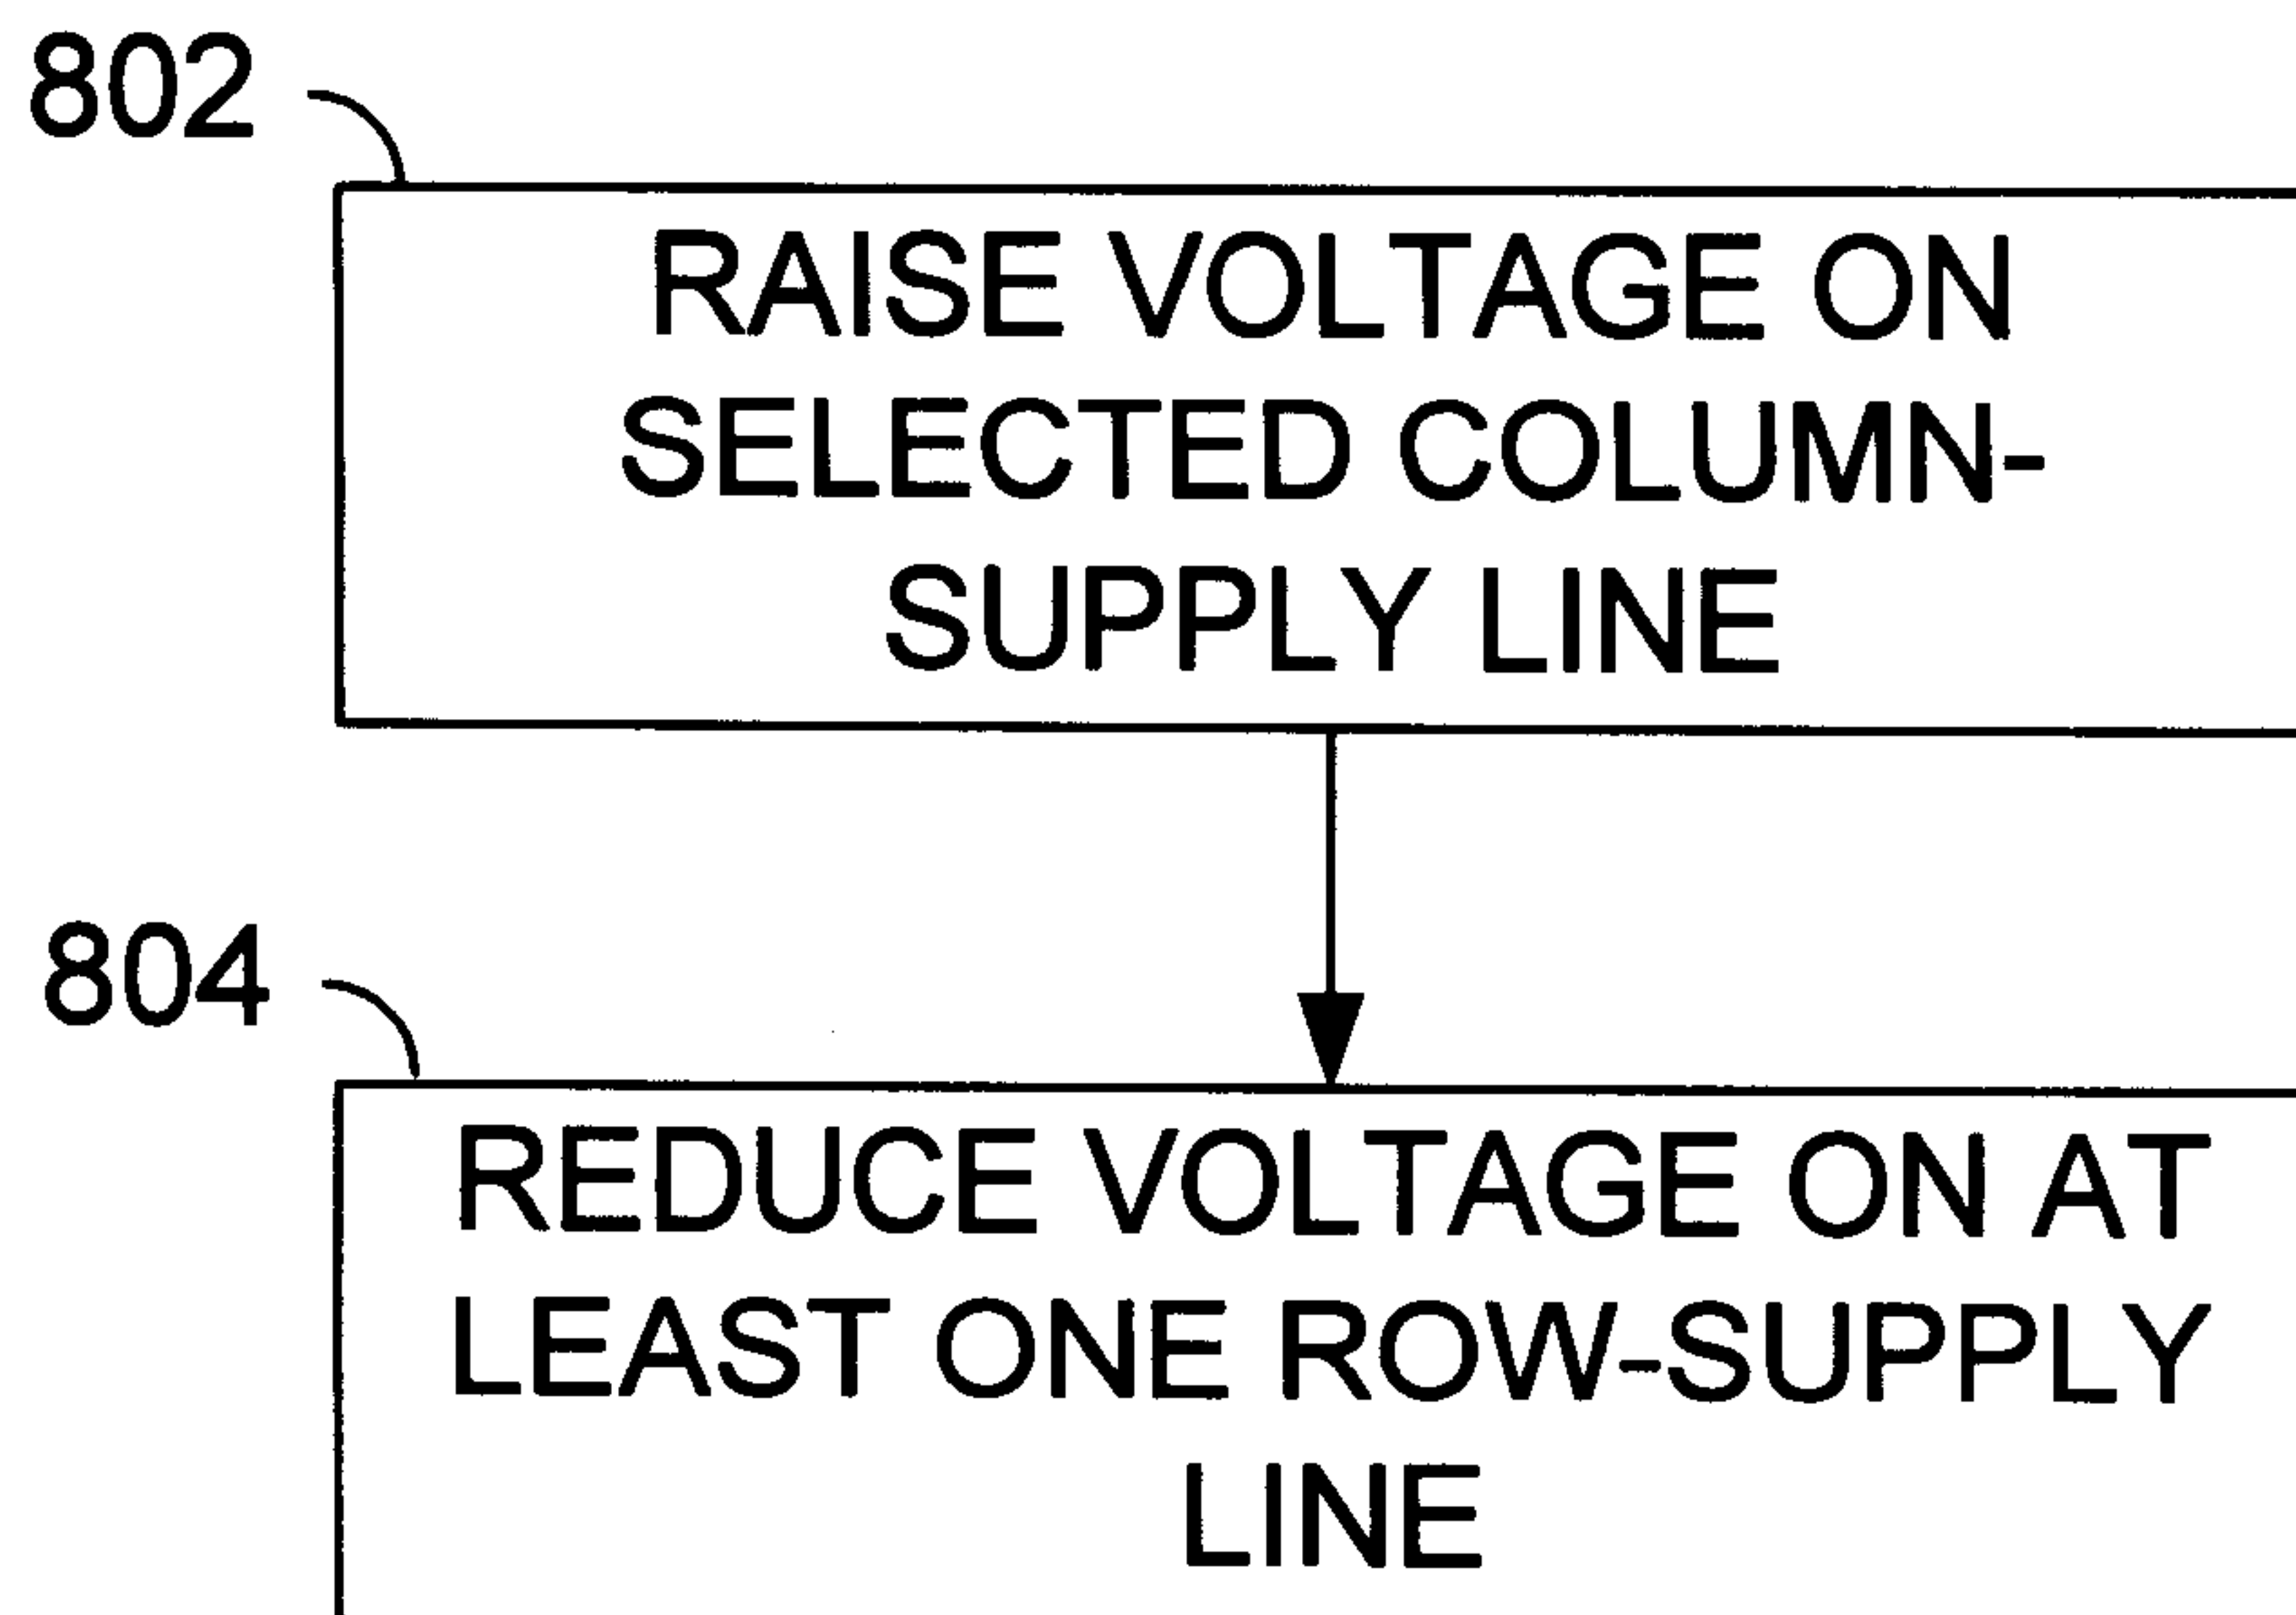 802
RAISE VOLTAGE ON
SELECTED COLUMN-
SUPPLY LINE
804
REDUCE VOLTAGE ON AT
LEAST ONE ROW-SUPPLY
LINE